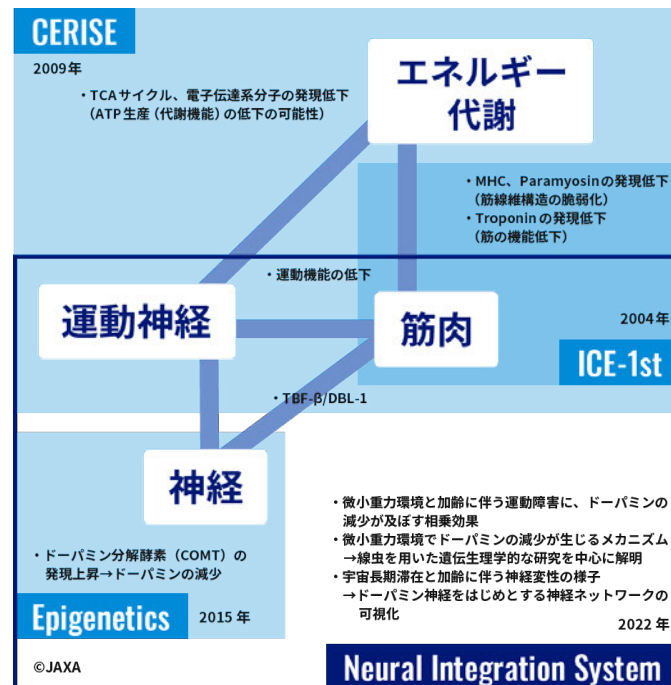 CERISE
2009年
・TCAサイクル、電子伝達系分子の発現低下
（ATP生産（代謝機能）の低下の可能性）
エネルギー
代謝
・MHC、Paramyosinの発現低下
（筋線維構造の脆弱化）
・Troponinの発現低下
（筋の機能低下）
・運動機能の低下
運動神経
筋肉
2004年
ICE-1st
・TBF-β/DBL-1
神経
・ドーパミン分解酵素（COMT）の
発現上昇→ドーパミンの減少
Epigenetics
2015年
・微小重力環境と加齢に伴う運動障害に、ドーパミンの
減少が及ぼす相乗効果
・微小重力環境でドーパミンの減少が生じるメカニズム
→線虫を用いた遺伝生理学的な研究を中心に解明
・宇宙長期滞在と加齢に伴う神経変性の様子
→ドーパミン神経をはじめとする神経ネットワークの
可視化
2022年
©JAXA
Neural Integration System